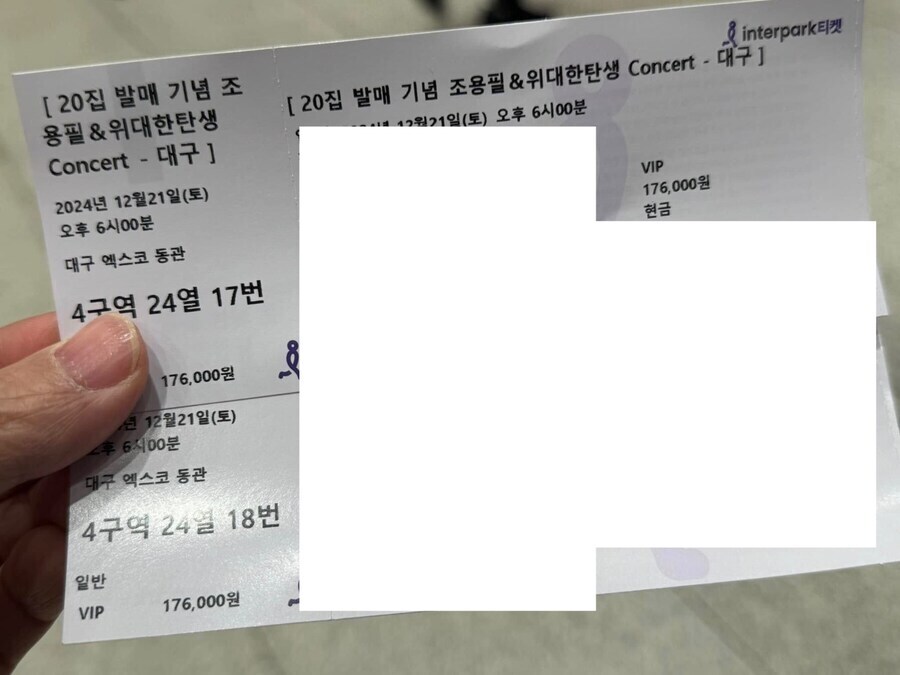 [ 20집 발매 기념 조
용필&위대한탄생
Concert - 대구 ]
2024년 12월21일(토)
오후 6시00분
대구 엑스코 동관
4구역 24열 17번
176,000원
interpark티켓
[ 20집 발매 기념 조용필&위대한탄생 Concert - 대구 ]
12월21일(토) 오후 6시00분
VIP
176,000원
현금
12월21일(토)
오후 6시00분
대구 엑스코 동관
4구역 24열 18번
일반
VIP 176,000원